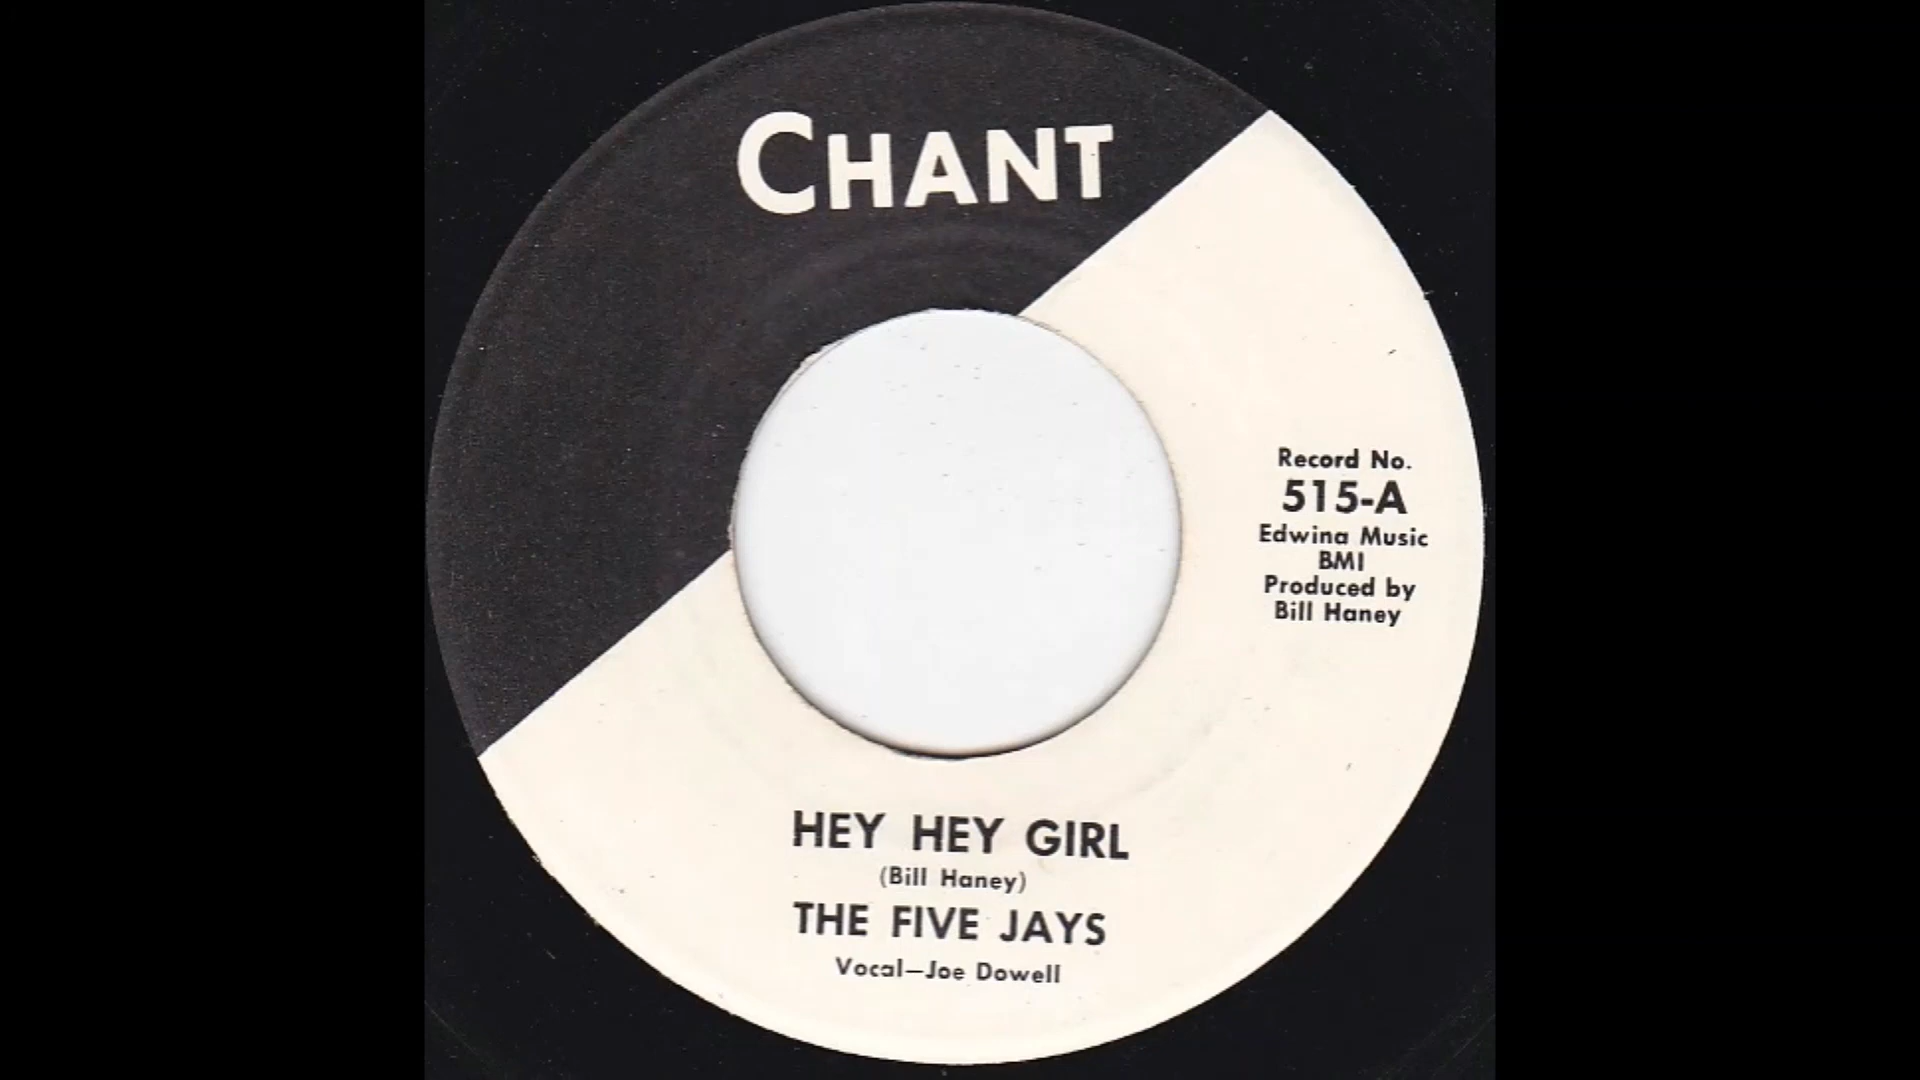 CHANT
Record No.
515-A
Edwina Music
BMI
Produced by
Bill Haney
HEY HEY GIRL
(Bill Haney)
THE FIVE JAYS
Vocal—Joe Dowell